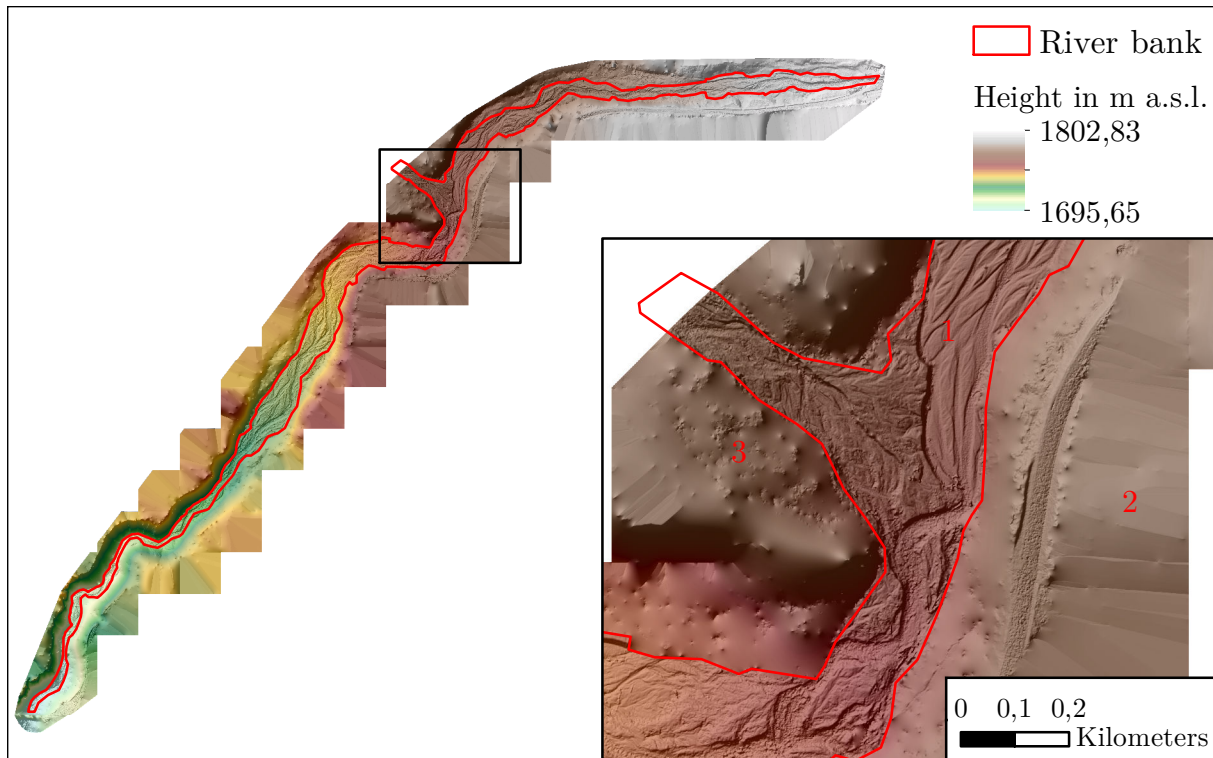 River bank
Height in m a.s.l.
1802,83
1695,65
1
3
2
0 0,1 0,2
Kilometers